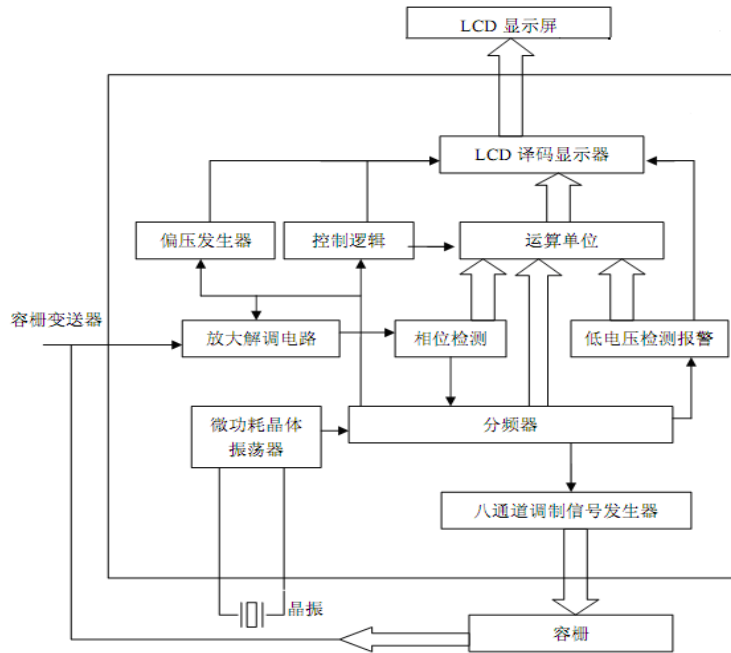 LCD 显示屏
LCD 译码显示器
偏压发生器
控制逻辑
运算单位
容栅变送器
放大解调电路
相位检测
低电压检测报警
微功耗晶体
振荡器
分频器
八通道调制信号发生器
晶振
容栅